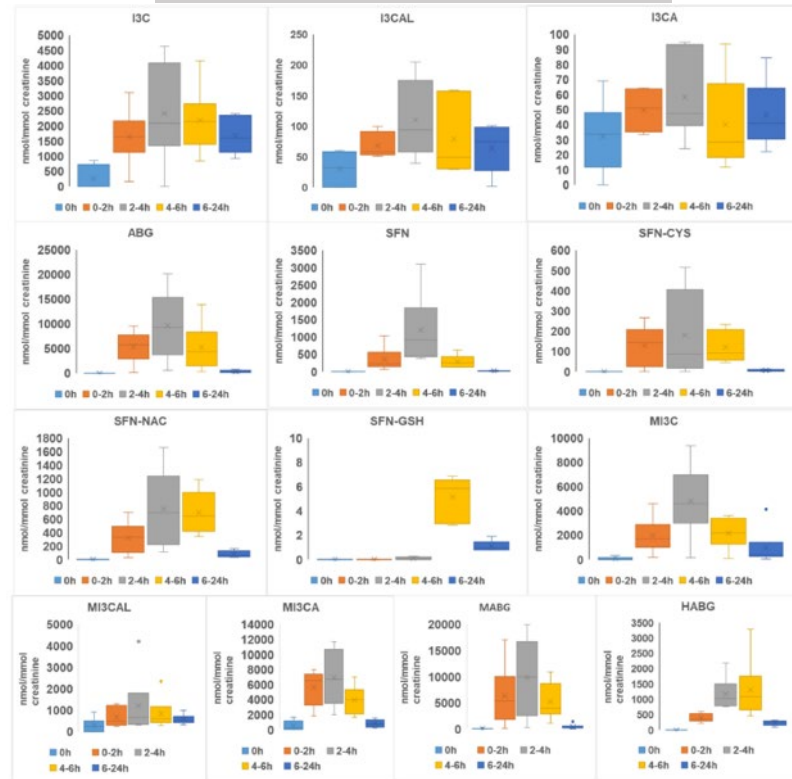 I3C
nmol/mmol creatinine
5000
4500
4000
3500
3000
2500
2000
1500
1000
500
0
0h 0-2h 2-4h 4-6h 6-24h
I3CAL
nmol/mmol creatinine
250
200
150
100
50
0
0h 0-2h 2-4h 4-6h 6-24h
I3CA
nmol/mmol creatinine
100
90
80
70
60
50
40
30
20
10
0
0h 0-2h 2-4h 4-6h 6-24h
ABG
nmol/mmol creatinine
25000
20000
15000
10000
5000
0
0h 0-2h 2-4h 4-6h 6-24h
SFN
nmol/mmol creatinine
3500
3000
2500
2000
1500
1000
500
0
0h 0-2h 2-4h 4-6h 6-24h
SFN-CYS
nmol/mmol creatinine
600
500
400
300
200
100
0
0h 0-2h 2-4h 4-6h 6-24h
SFN-NAC
nmol/mmol creatinine
1800
1600
1400
1200
1000
800
600
400
200
0
0h 0-2h 2-4h 4-6h 6-24h
SFN-GSH
nmol/mmol creatinine
8
6
4
2
0
0h 0-2h 2-4h 4-6h 6-24h
MI3C
nmol/mmol creatinine
10000
8000
6000
4000
2000
0
0h 0-2h 2-4h 4-6h 6-24h
MI3CAL
nmol/mmol
creatinine
5000
4000
3000
2000
1000
0
0h 0-2h 2-4h
4-6h 6-24h
MI3CA
nmol/mmol
creatinine
14000
12000
10000
8000
6000
4000
2000
0
0h 0-2h 2-4h
4-6h 6-24h
MABG
nmol/mmol
creatinine
20000
15000
10000
5000
0
0h 0-2h 2-4h
4-6h 6-24h
HABG
nmol/mmol
creatinine
3500
3000
2500
2000
1500
1000
500
0
0h 0-2h 2-4h
4-6h 6-24h